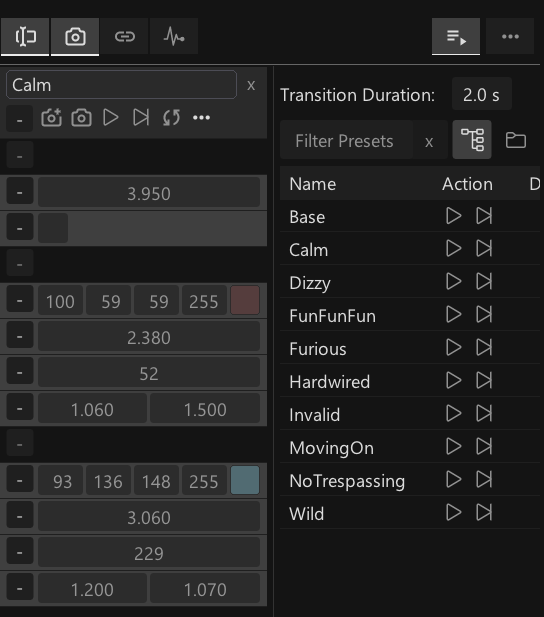 Calm x
-
-
- 3.950
-
-
- 100 59 59 255
- 2.380
- 52
- 1.060 1.500
-
- 93 136 148 255
- 3.060
- 229
- 1.200 1.070
Transition Duration: 2.0 s
Filter Presets x
Name Action D
Base
Calm
Dizzy
FunFunFun
Furious
Hardwired
Invalid
MovingOn
NoTrespassing
Wild